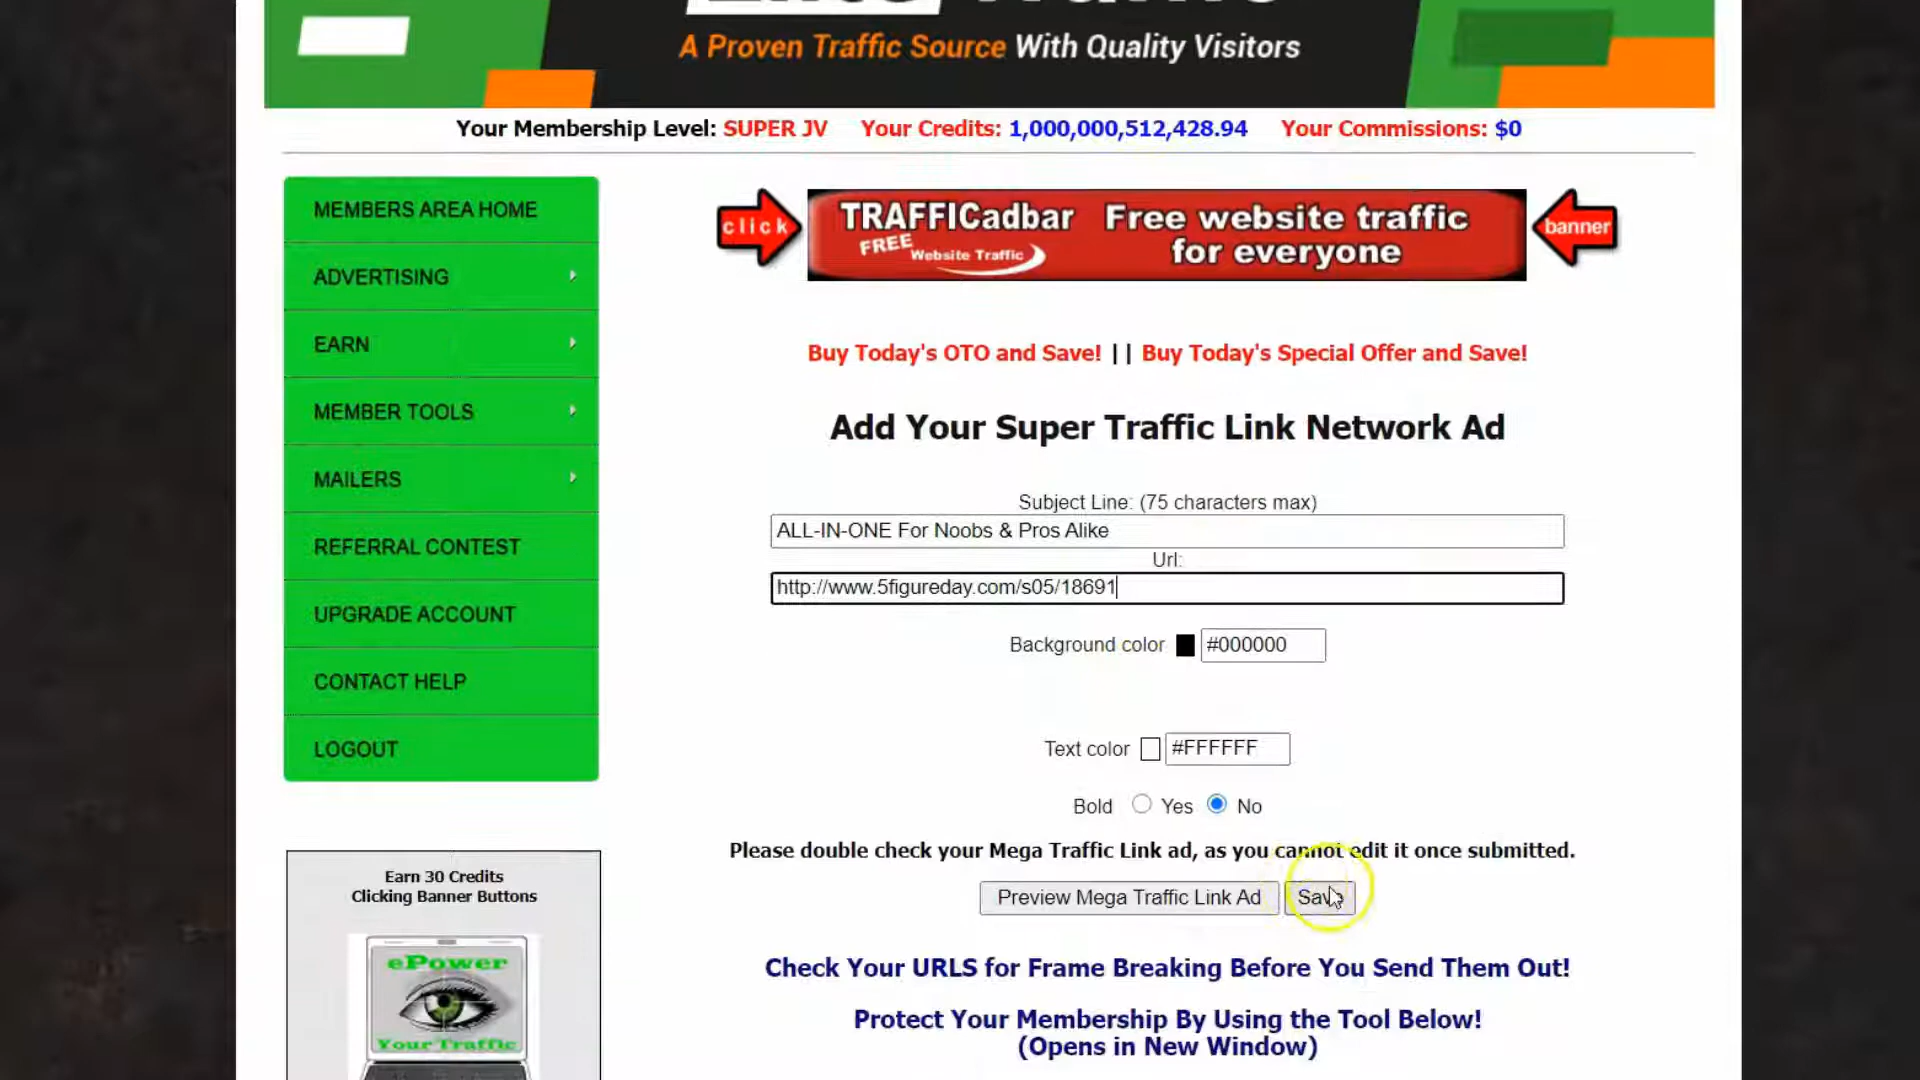 A Proven Traffic Source With Quality Visitors
Your Membership Level: SUPER JV Your Credits: 1,000,000,512,428.94 Your Commissions: $0
MEMBERS AREA HOME
ADVERTISING
EARN
MEMBER TOOLS
MAILERS
REFERRAL CONTEST
UPGRADE ACCOUNT
CONTACT HELP
LOGOUT
Earn 30 Credits
Clicking Banner Buttons
ePower
Your Traffic
click
TRAFFICadbar
FREE
Website Traffic
Free website traffic
for everyone
banner
Buy Today's OTO and Save! || Buy Today's Special Offer and Save!
Add Your Super Traffic Link Network Ad
Subject Line: (75 characters max)
ALL-IN-ONE For Noobs & Pros Alike
Url:
http://www.5figureday.com/s05/18691
Background color #000000
Text color #FFFFFF
Bold Yes No
Please double check your Mega Traffic Link ad, as you cannot edit it once submitted.
Preview Mega Traffic Link Ad Save
Check Your URLS for Frame Breaking Before You Send Them Out!
Protect Your Membership By Using the Tool Below!
(Opens in New Window)